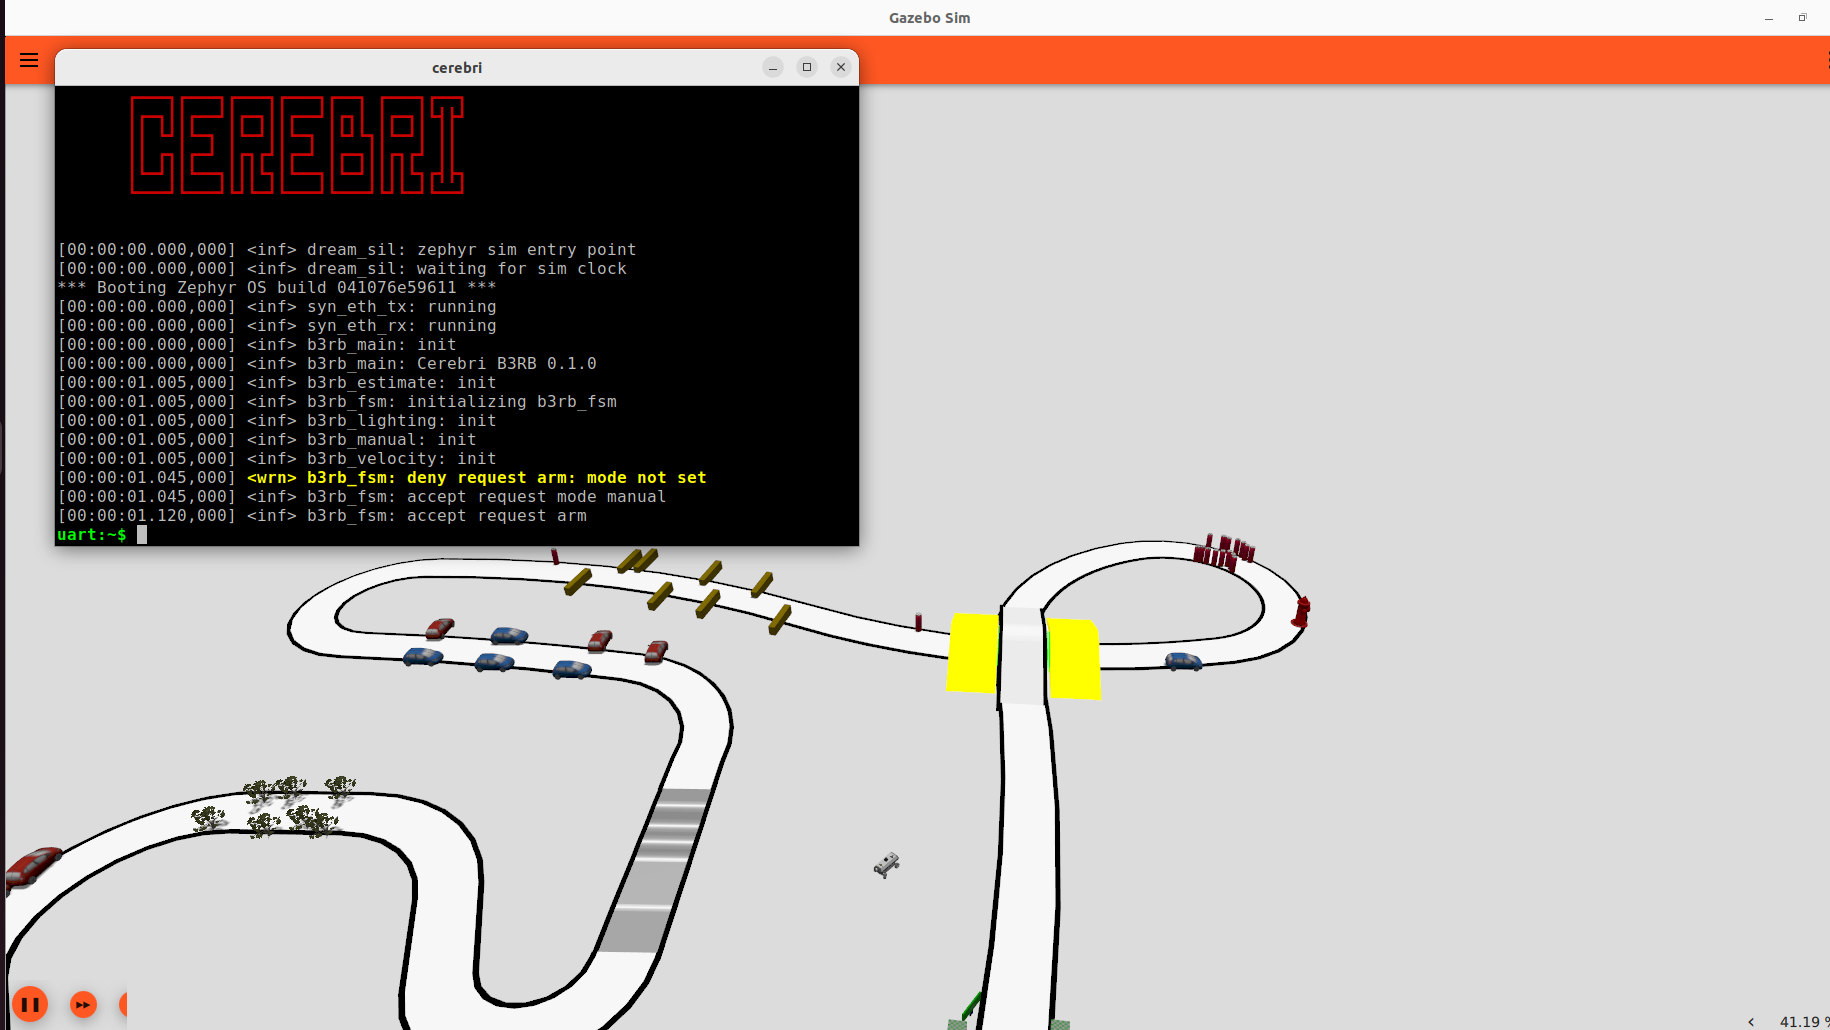 Gazebo Sim
cerebri
CEREBRI
[00:00:00.000,000] <inf> dream_sil: zephyr sim entry point
[00:00:00.000,000] <inf> dream_sil: waiting for sim clock
*** Booting Zephyr OS build 041076e59611 ***
[00:00:00.000,000] <inf> syn_eth_tx: running
[00:00:00.000,000] <inf> syn_eth_rx: running
[00:00:00.000,000] <inf> b3rb_main: init
[00:00:00.000,000] <inf> b3rb_main: Cerebri B3RB 0.1.0
[00:00:01.005,000] <inf> b3rb_estimate: init
[00:00:01.005,000] <inf> b3rb_fsm: initializing b3rb_fsm
[00:00:01.005,000] <inf> b3rb_lighting: init
[00:00:01.005,000] <inf> b3rb_manual: init
[00:00:01.005,000] <inf> b3rb_velocity: init
[00:00:01.045,000] <wrn> b3rb_fsm: deny request arm: mode not set
[00:00:01.045,000] <inf> b3rb_fsm: accept request mode manual
[00:00:01.120,000] <inf> b3rb_fsm: accept request arm
uart:~$
41.19 %